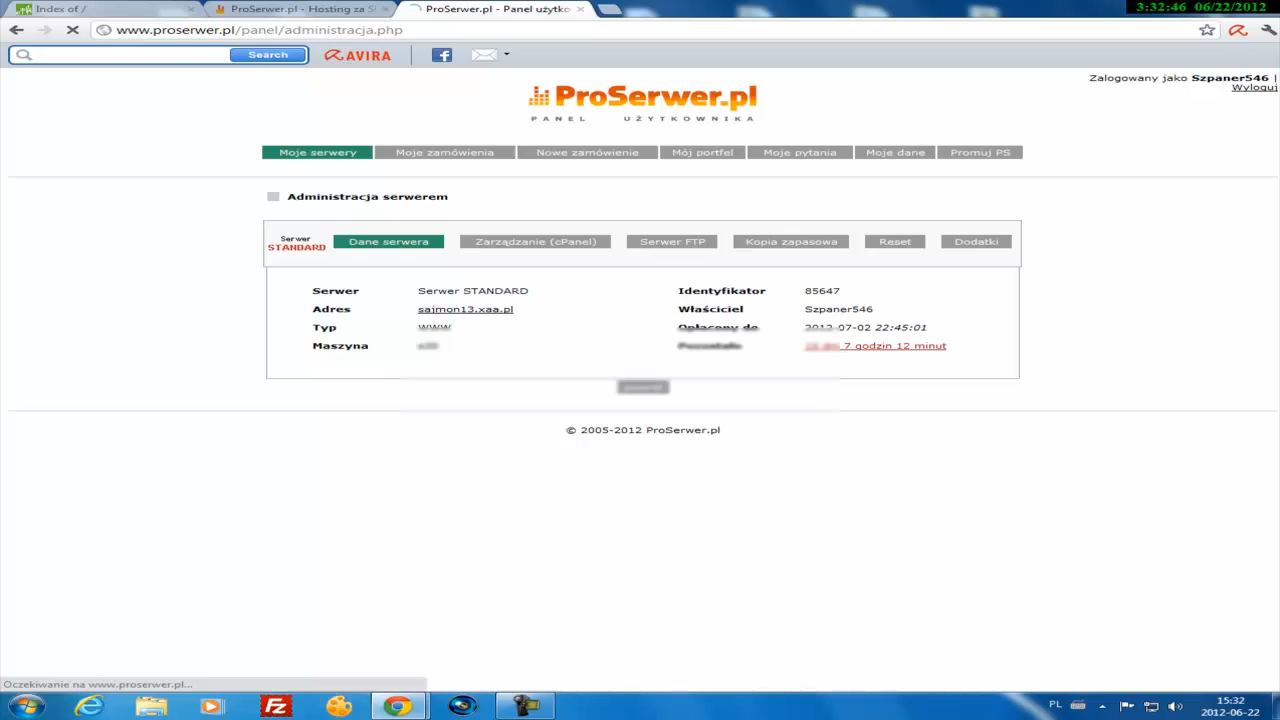 3:32:46 06/22/2012
Index of /
ProSerwer.pl - Hosting za S
ProSerwer.pl - Panel użytko
www.proserwer.pl/panel/administracja.php
Search
AVIRA
Zalogowany jako Szpaner546 |
Wyloguj
ProSerwer.pl
PANEL UŻYTKOWNIKA
Moje serwery Moje zamówienia Nowe zamówienie Mój portfel Moje pytania Moje dane Promuj PS
Administracja serwerem
Serwer
STANDARD
Dane serwera Zarządzanie (cPanel) Serwer FTP Kopia zapasowa Reset Dodatki
Serwer Serwer STANDARD Identyfikator 85647
Adres sajmon13.xaa.pl Właściciel Szpaner546
Typ WWW Opłacony do 2012-07-02 22:45:01
Maszyna Pozostało 7 godzin 12 minut
© 2005-2012 ProSerwer.pl
Oczekiwanie na www.proserwer.pl...
PL
15:32
2012-06-22